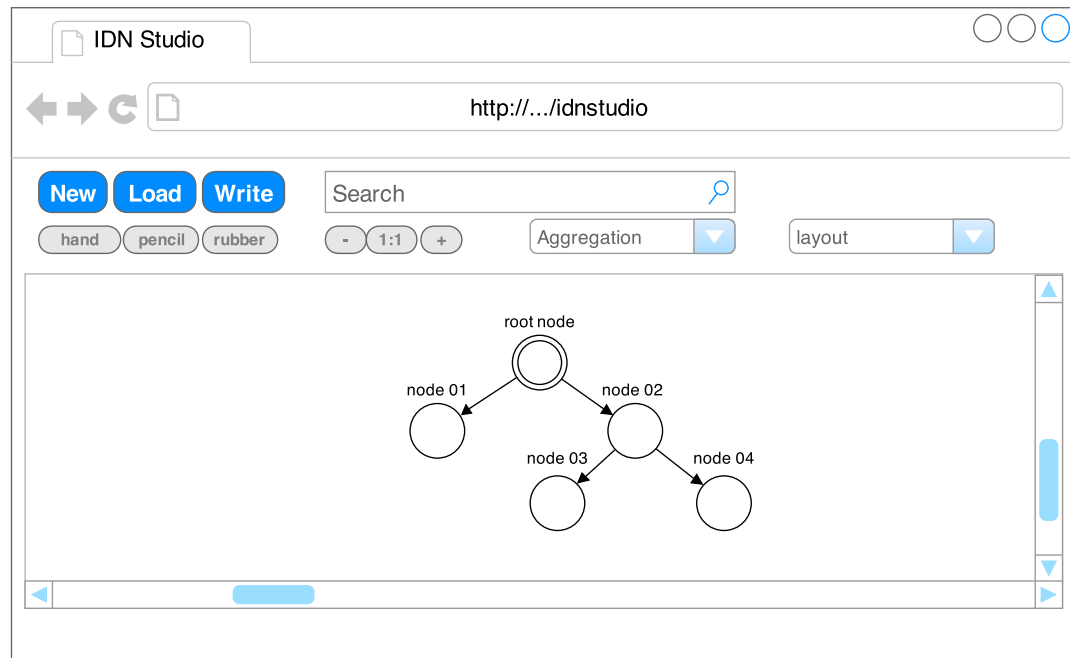 IDN Studio
http://.../idnstudio
New Load Write
Search
hand pencil rubber
- 1:1 +
Aggregation
layout
root node
node 01
node 02
node 03
node 04